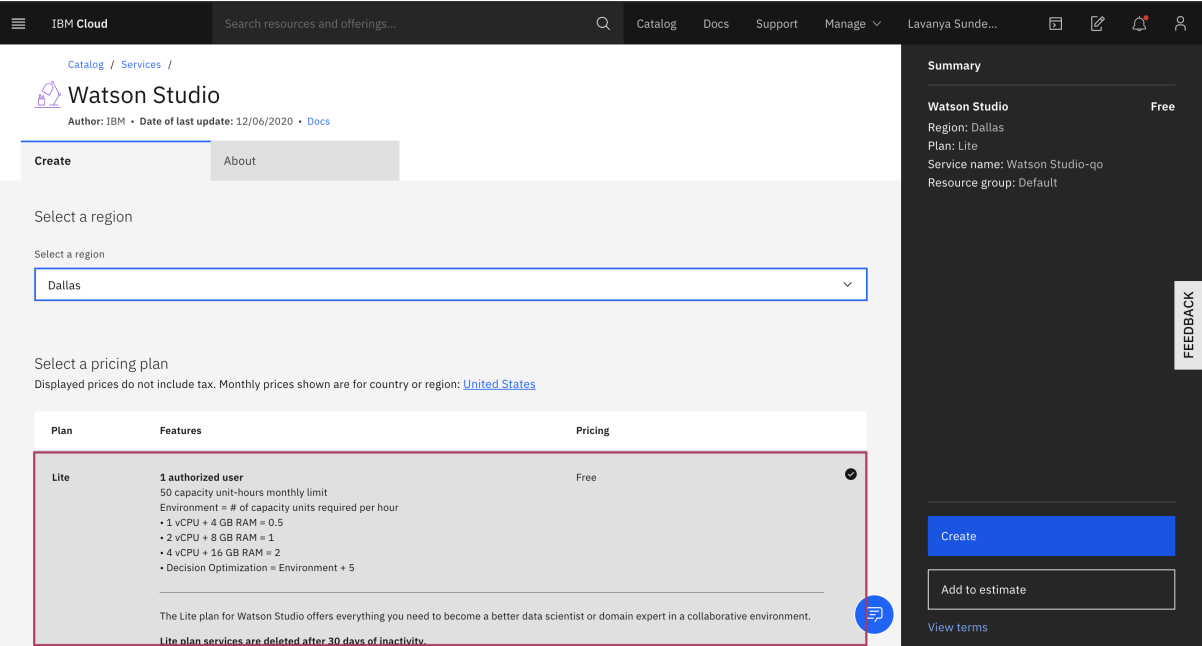 IBM Cloud
Search resources and offerings...
Catalog
Docs
Support
Manage
Lavanya Sunde...
Catalog / Services /
Watson Studio
Author: IBM • Date of last update: 12/06/2020 • Docs
Create
About
Select a region
Select a region
Dallas
Select a pricing plan
Displayed prices do not include tax. Monthly prices shown are for country or region: United States
Plan
Features
Pricing
Lite
1 authorized user
Free
50 capacity unit-hours monthly limit
Environment = # of capacity units required per hour
• 1 vCPU + 4 GB RAM = 0.5
• 2 vCPU + 8 GB RAM = 1
• 4 vCPU + 16 GB RAM = 2
• Decision Optimization = Environment + 5
The Lite plan for Watson Studio offers everything you need to become a better data scientist or domain expert in a collaborative environment.
Lite plan services are deleted after 30 days of inactivity.
Summary
Watson Studio
Free
Region: Dallas
Plan: Lite
Service name: Watson Studio-qo
Resource group: Default
FEEDBACK
Create
Add to estimate
View terms